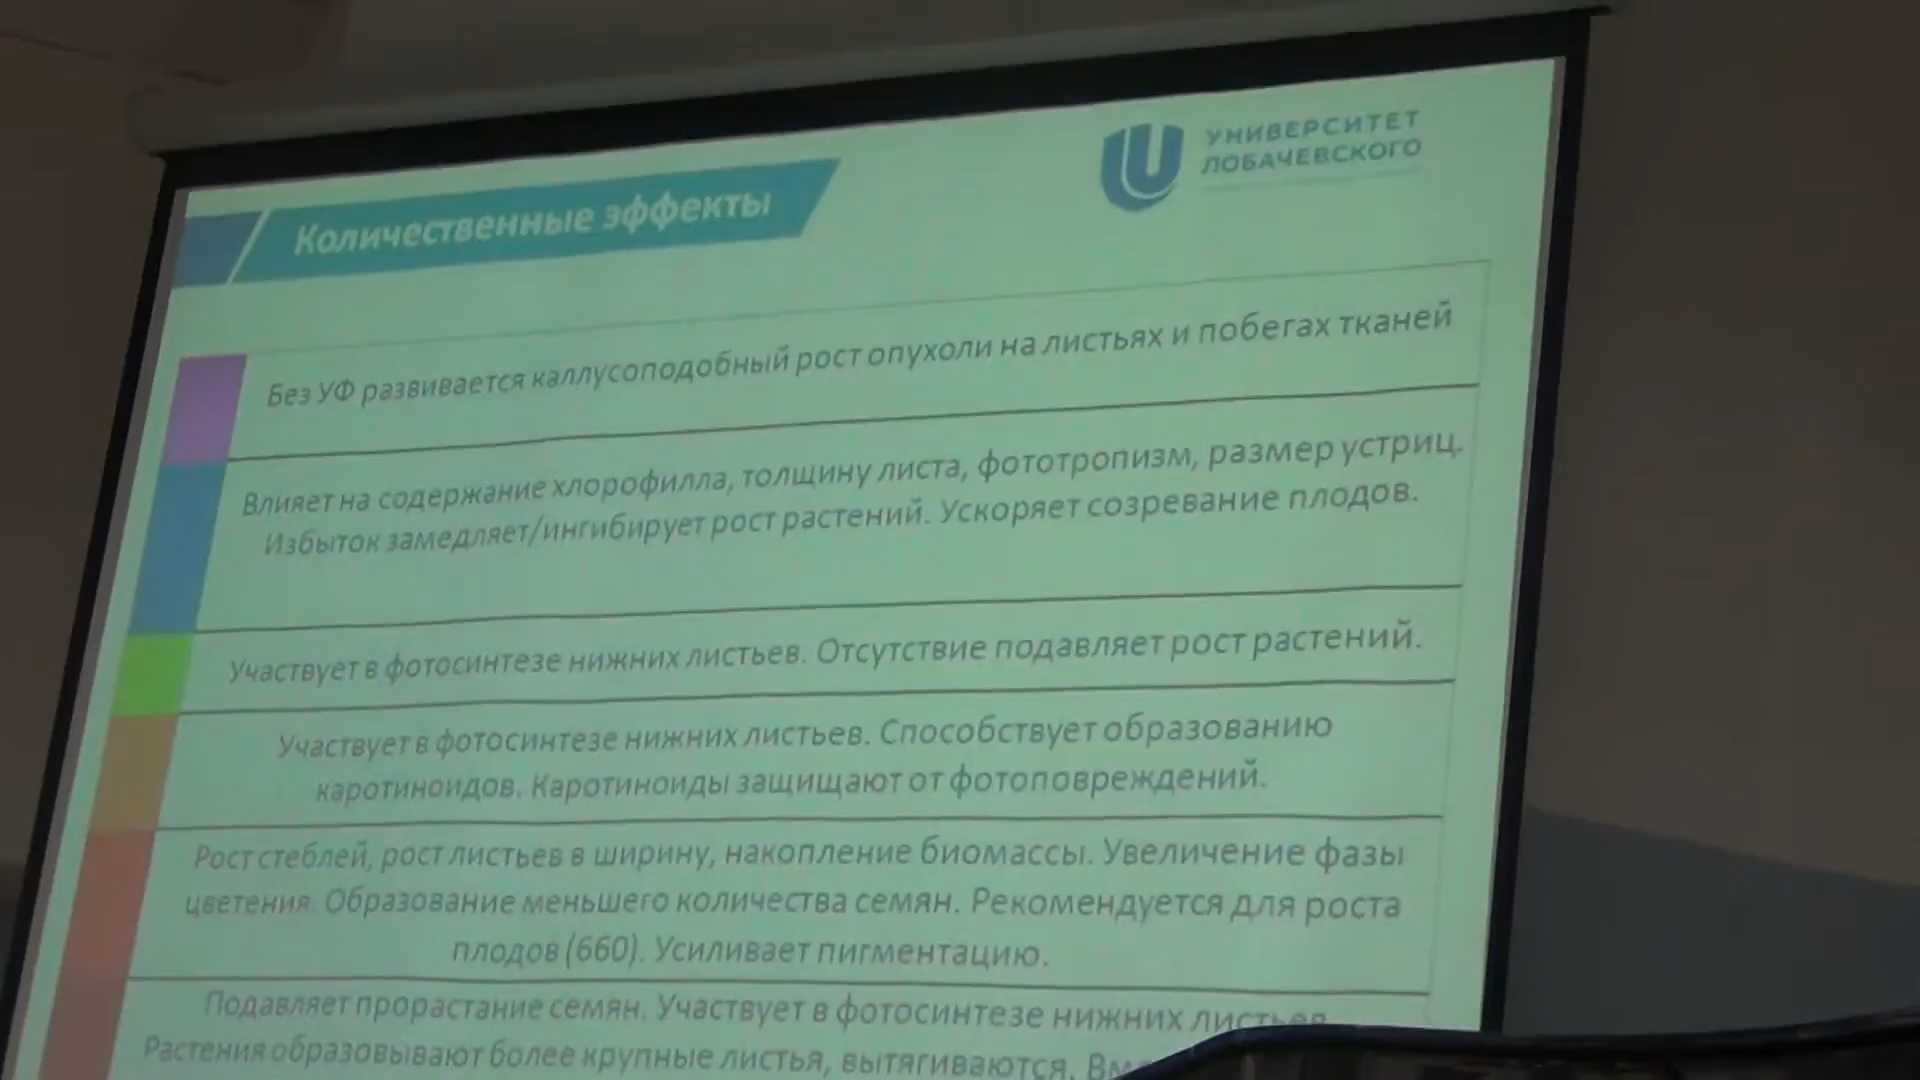 УНИВЕРСИТЕТ
ЛОБАЧЕВСКОГО
Количественные эффекты
Без УФ развивается каллусоподобный рост опухоли на листьях и побегах тканей
Влияет на содержание хлорофилла, толщину листа, фототропизм, размер устриц.
Избыток замедляет/ингибирует рост растений. Ускоряет созревание плодов.
Участвует в фотосинтезе нижних листьев. Отсутствие подавляет рост растений.
Участвует в фотосинтезе нижних листьев. Способствует образованию
каротиноидов. Каротиноиды защищают от фотоповреждений.
Рост стеблей, рост листьев в ширину, накопление биомассы. Увеличение фазы
цветения. Образование меньшего количества семян. Рекомендуется для роста
плодов (660). Усиливает пигментацию.
Подавляет прорастание семян. Участвует в фотосинтезе нижних листьев
Растения образовывают более крупные листья, вытягиваются.